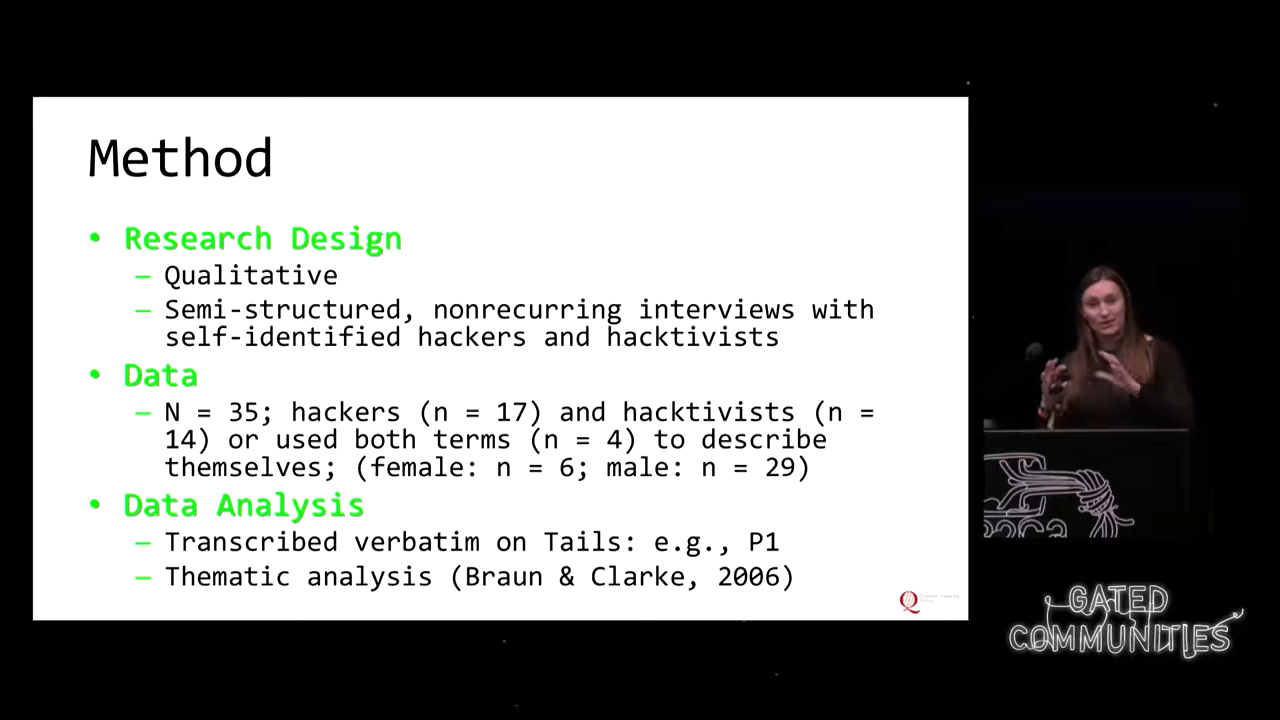 Method
• Research Design
– Qualitative
– Semi-structured, nonrecurring interviews with
self-identified hackers and hacktivists
• Data
– N = 35; hackers (n = 17) and hacktivists (n =
14) or used both terms (n = 4) to describe
themselves; (female: n = 6; male: n = 29)
• Data Analysis
– Transcribed verbatim on Tails: e.g., P1
– Thematic analysis (Braun & Clarke, 2006)
GATED
COMMUNITIES